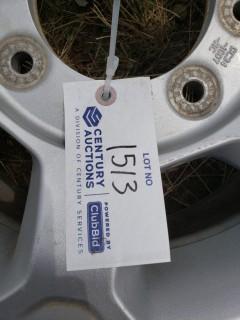 LOT NO
1513
CENTURY
AUCTIONS
A DIVISION OF CENTURY SERVICES
POWERED BY
ClubBid